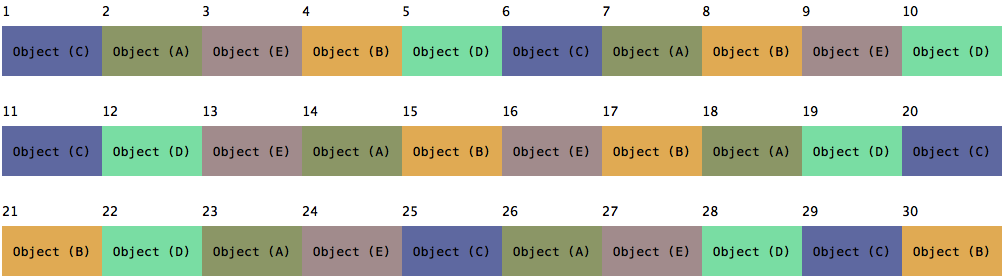 1 2 3 4 5 6 7 8 9 10
Object (C) Object (A) Object (E) Object (B) Object (D) Object (C) Object (A) Object (B) Object (E) Object (D)
11 12 13 14 15 16 17 18 19 20
Object (C) Object (D) Object (E) Object (A) Object (B) Object (E) Object (B) Object (A) Object (D) Object (C)
21 22 23 24 25 26 27 28 29 30
Object (B) Object (D) Object (A) Object (E) Object (C) Object (A) Object (E) Object (D) Object (C) Object (B)